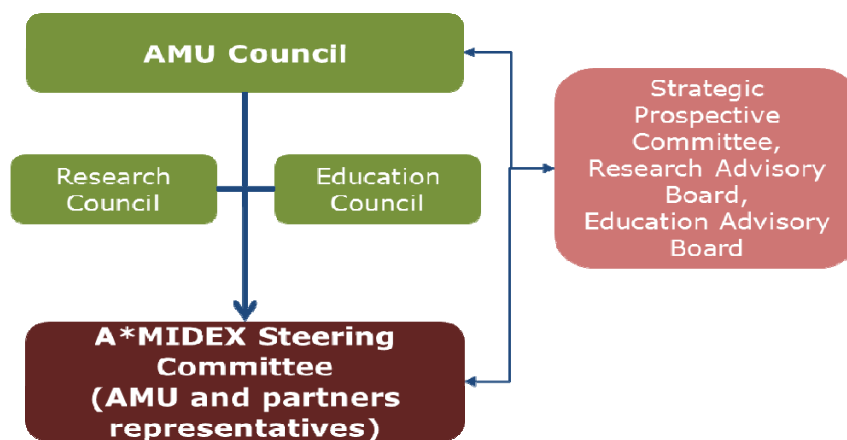 AMU Council
Research
Council
Education
Council
Strategic
Prospective
Committee,
Research Advisory
Board,
Education Advisory
Board
A*MIDEX Steering
Committee
(AMU and partners
representatives)